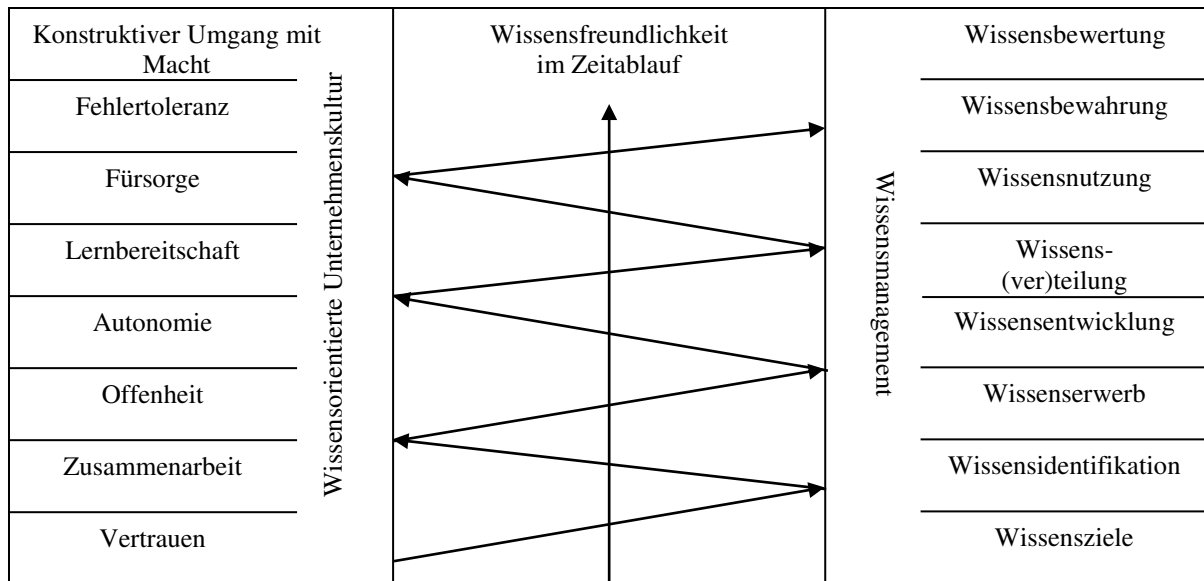 Konstruktiver Umgang mit
Macht
Fehlertoleranz
Fürsorge
Lernbereitschaft
Autonomie
Offenheit
Zusammenarbeit
Vertrauen
Wissensorientierte Unternehmenskultur
Wissensfreundlichkeit
im Zeitablauf
Wissensmanagement
Wissensbewertung
Wissensbewahrung
Wissensnutzung
Wissens-
(ver)teilung
Wissensentwicklung
Wissenserwerb
Wissensidentifikation
Wissensziele